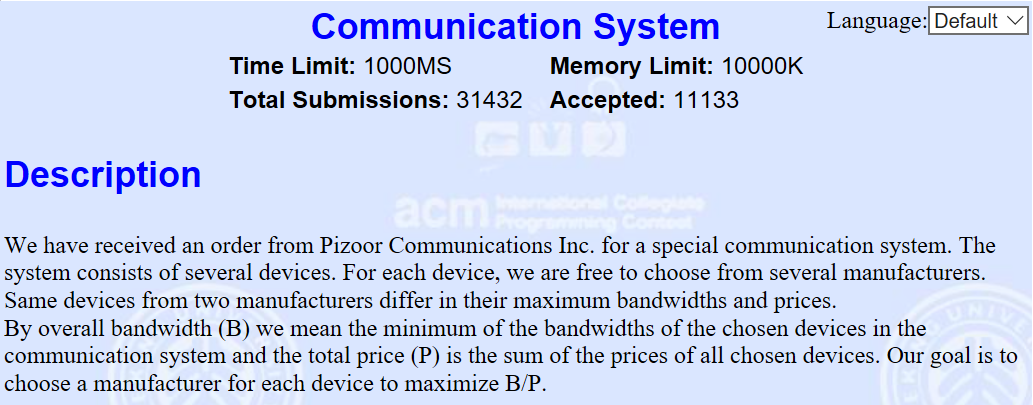 Communication System
Language: Default
Time Limit: 1000MS Memory Limit: 10000K
Total Submissions: 31432 Accepted: 11133
Description
acm International Collegiate
Programming Contest
We have received an order from Pizoor Communications Inc. for a special communication system. The
system consists of several devices. For each device, we are free to choose from several manufacturers.
Same devices from two manufacturers differ in their maximum bandwidths and prices.
By overall bandwidth (B) we mean the minimum of the bandwidths of the chosen devices in the
communication system and the total price (P) is the sum of the prices of all chosen devices. Our goal is to
choose a manufacturer for each device to maximize B/P.